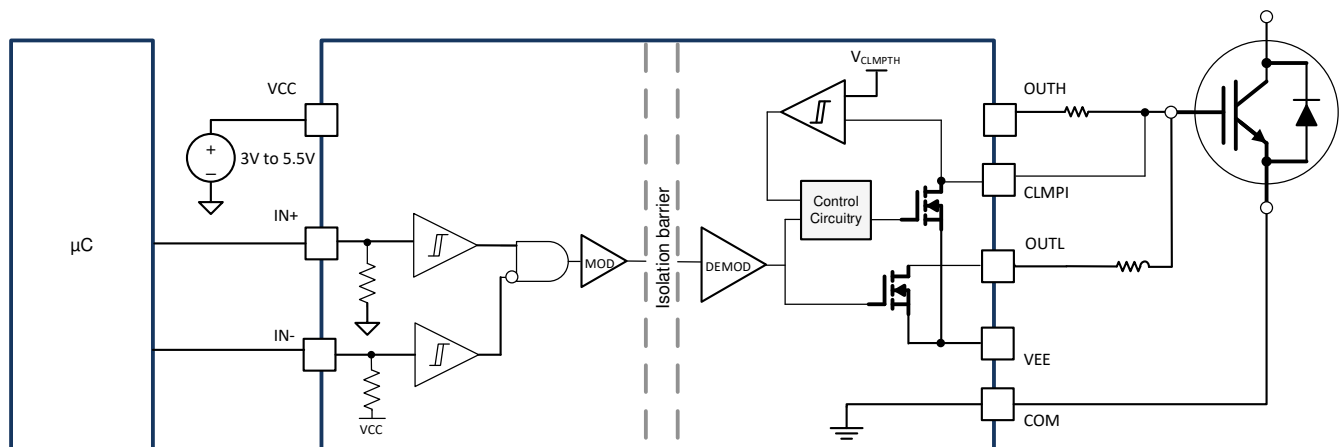 µC
VCC
+
3V to 5.5V
–
IN+
IN-
VCC
MOD
Isolation barrier
DEMOD
VCLMPTH
Control
Circuitry
OUTH
CLMPI
OUTL
VEE
COM